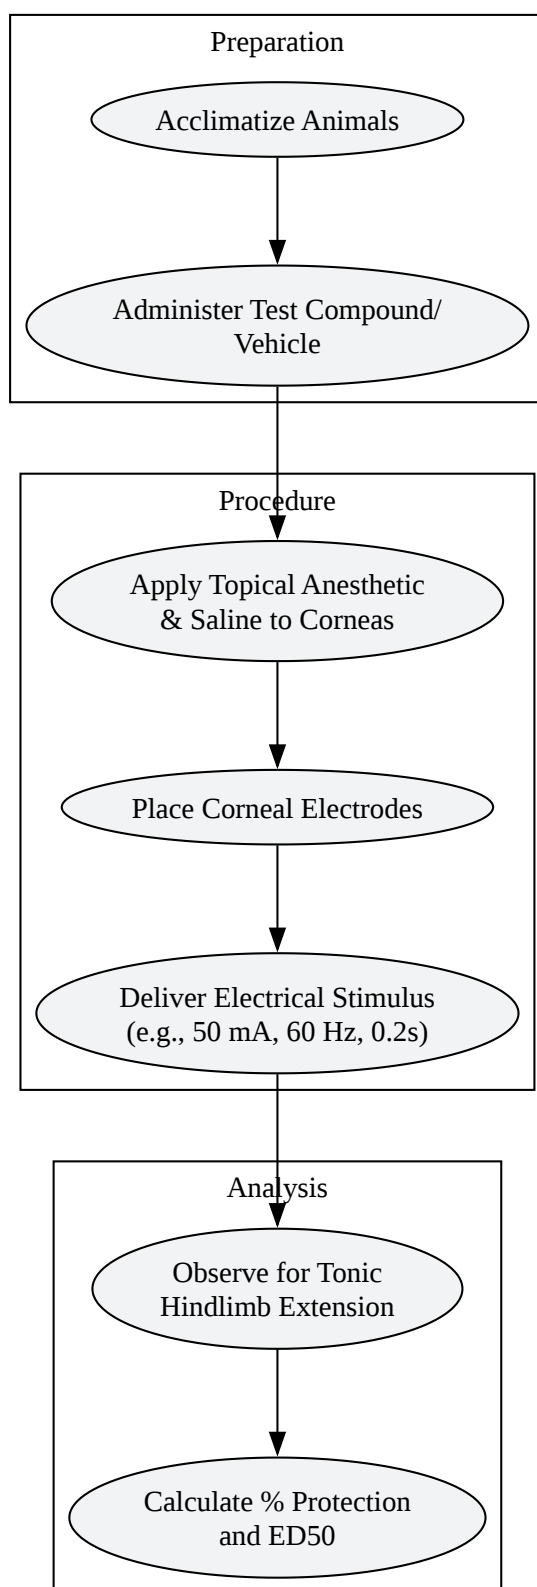 Preparation
Acclimatize Animals
Administer Test Compound/
Vehicle
Procedure
Apply Topical Anesthetic
& Saline to Corneas
Place Corneal Electrodes
Deliver Electrical Stimulus
(e.g., 50 mA, 60 Hz, 0.2s)
Analysis
Observe for Tonic
Hindlimb Extension
Calculate % Protection
and ED50